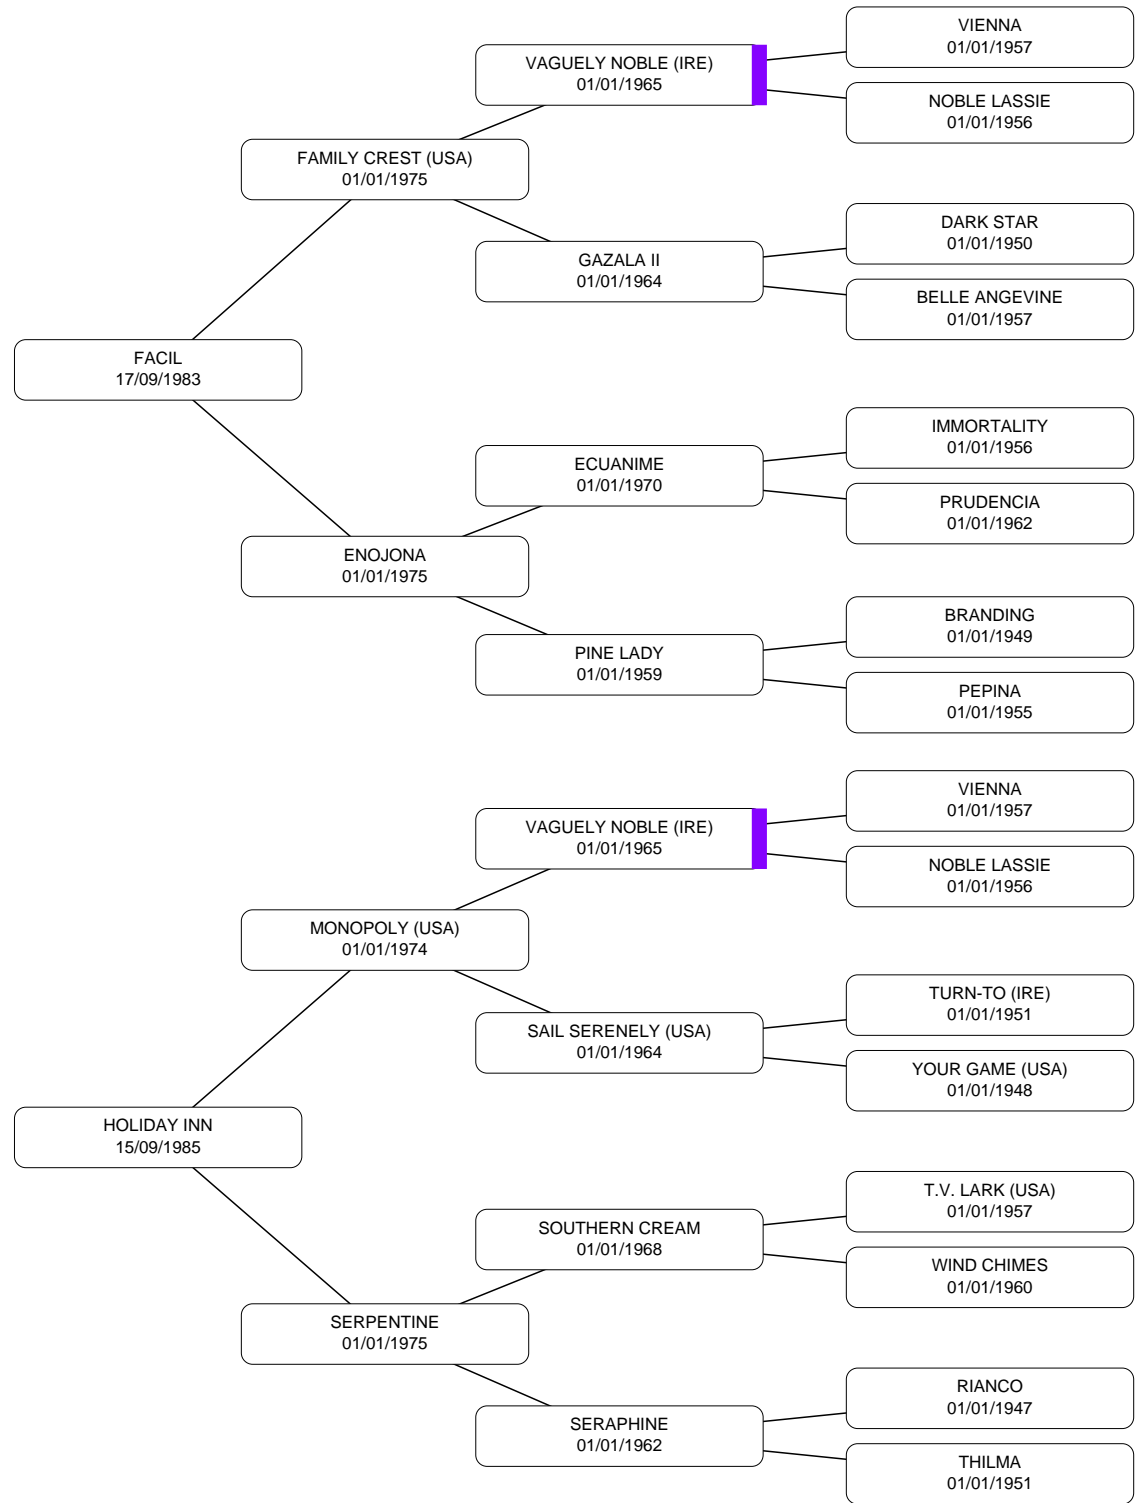 VIENNA
01/01/1957
VAGUELY NOBLE (IRE)
01/01/1965
NOBLE LASSIE
01/01/1956
FAMILY CREST (USA)
01/01/1975
DARK STAR
01/01/1950
GAZALA II
01/01/1964
BELLE ANGEVINE
01/01/1957
FACIL
17/09/1983
IMMORTALITY
01/01/1956
ECUANIME
01/01/1970
PRUDENCIA
01/01/1962
ENOJONA
01/01/1975
BRANDING
01/01/1949
PINE LADY
01/01/1959
PEPINA
01/01/1955
VIENNA
01/01/1957
VAGUELY NOBLE (IRE)
01/01/1965
NOBLE LASSIE
01/01/1956
MONOPOLY (USA)
01/01/1974
TURN-TO (IRE)
01/01/1951
SAIL SERENELY (USA)
01/01/1964
YOUR GAME (USA)
01/01/1948
HOLIDAY INN
15/09/1985
T.V. LARK (USA)
01/01/1957
SOUTHERN CREAM
01/01/1968
WIND CHIMES
01/01/1960
SERPENTINE
01/01/1975
RIANCO
01/01/1947
SERAPHINE
01/01/1962
THILMA
01/01/1951